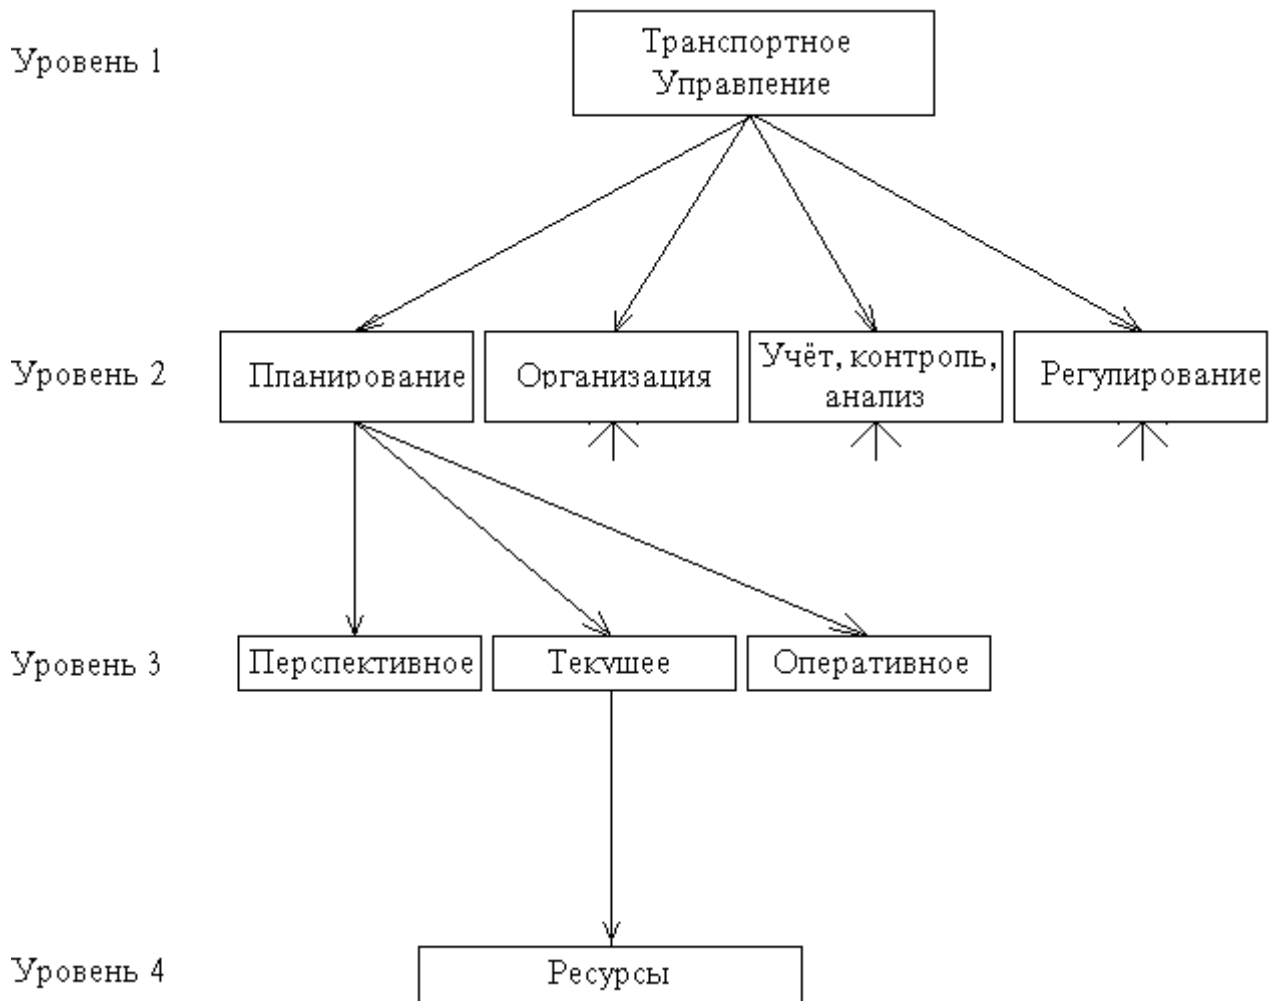 Уровень 1
Транспортное
Управление
Уровень 2
Планирование
Организация
Учёт, контроль,
анализ
Регулирование
Уровень 3
Перспективное
Текущее
Оперативное
Уровень 4
Ресурсы